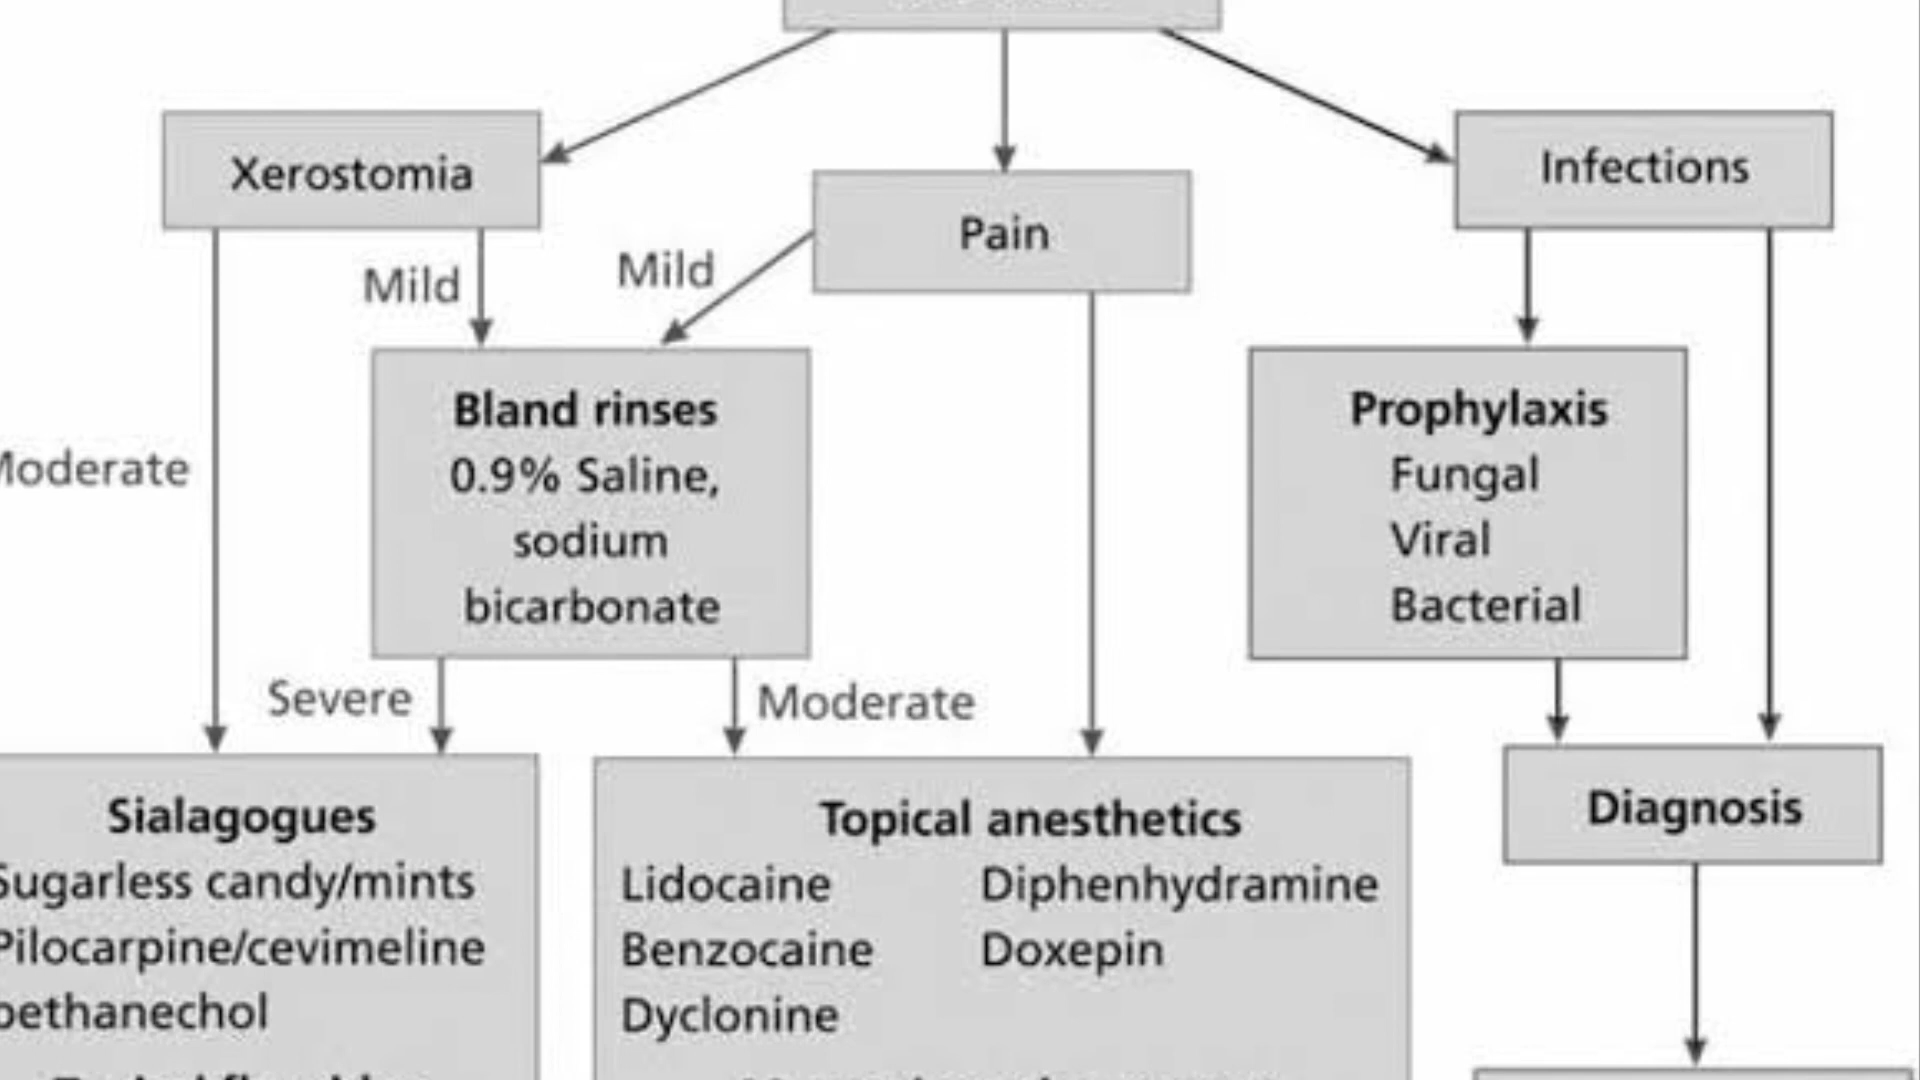 Xerostomia
Infections
Pain
Mild
Mild
Bland rinses
0.9% Saline,
sodium
bicarbonate
Prophylaxis
Fungal
Viral
Bacterial
Moderate
Severe
Moderate
Sialagogues
Sugarless candy/mints
Pilocarpine/cevimeline
bethanechol
Topical anesthetics
Lidocaine
Diphenhydramine
Benzocaine
Doxepin
Dyclonine
Diagnosis